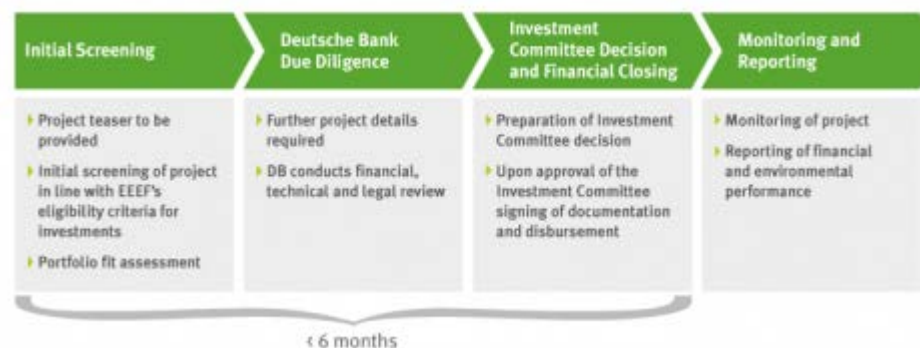 Initial Screening
Deutsche Bank
Due Diligence
Investment
Committee Decision
and Financial Closing
Monitoring and
Reporting
Project teaser to be
provided
Initial screening of project
in line with EEEF's
eligibility criteria for
investments
Portfolio fit assessment
Further project details
required
DB conducts financial,
technical and legal review
Preparation of Investment
Committee decision
Upon approval of the
Investment Committee
signing of documentation
and disbursement
Monitoring of project
Reporting of financial
and environmental
performance
< 6 months